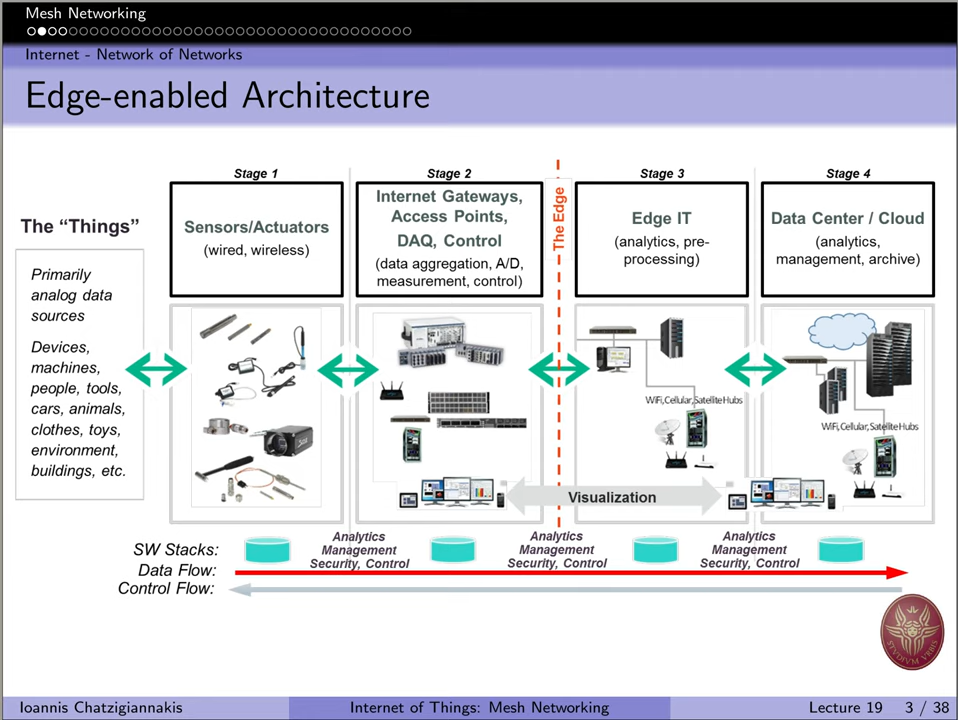 Mesh Networking
Internet - Network of Networks
Edge-enabled Architecture
Stage 1
Stage 2
Stage 3
Stage 4
The “Things”
Primarily
analog data
sources
Devices,
machines,
people, tools,
cars, animals,
clothes, toys,
environment,
buildings, etc.
Sensors/Actuators
(wired, wireless)
Internet Gateways,
Access Points,
DAQ, Control
(data aggregation, A/D,
measurement, control)
The Edge
Edge IT
(analytics, pre-
processing)
Data Center / Cloud
(analytics,
management, archive)
WiFi, Cellular, Satellite Hubs
WiFi, Cellular, Satellite Hubs
Visualization
SW Stacks:
Analytics
Management
Security, Control
Analytics
Management
Security, Control
Analytics
Management
Security, Control
Data Flow:
Control Flow:
STVDIVM VRBIS
Ioannis Chatzigiannakis
Internet of Things: Mesh Networking
Lecture 19
3 / 38